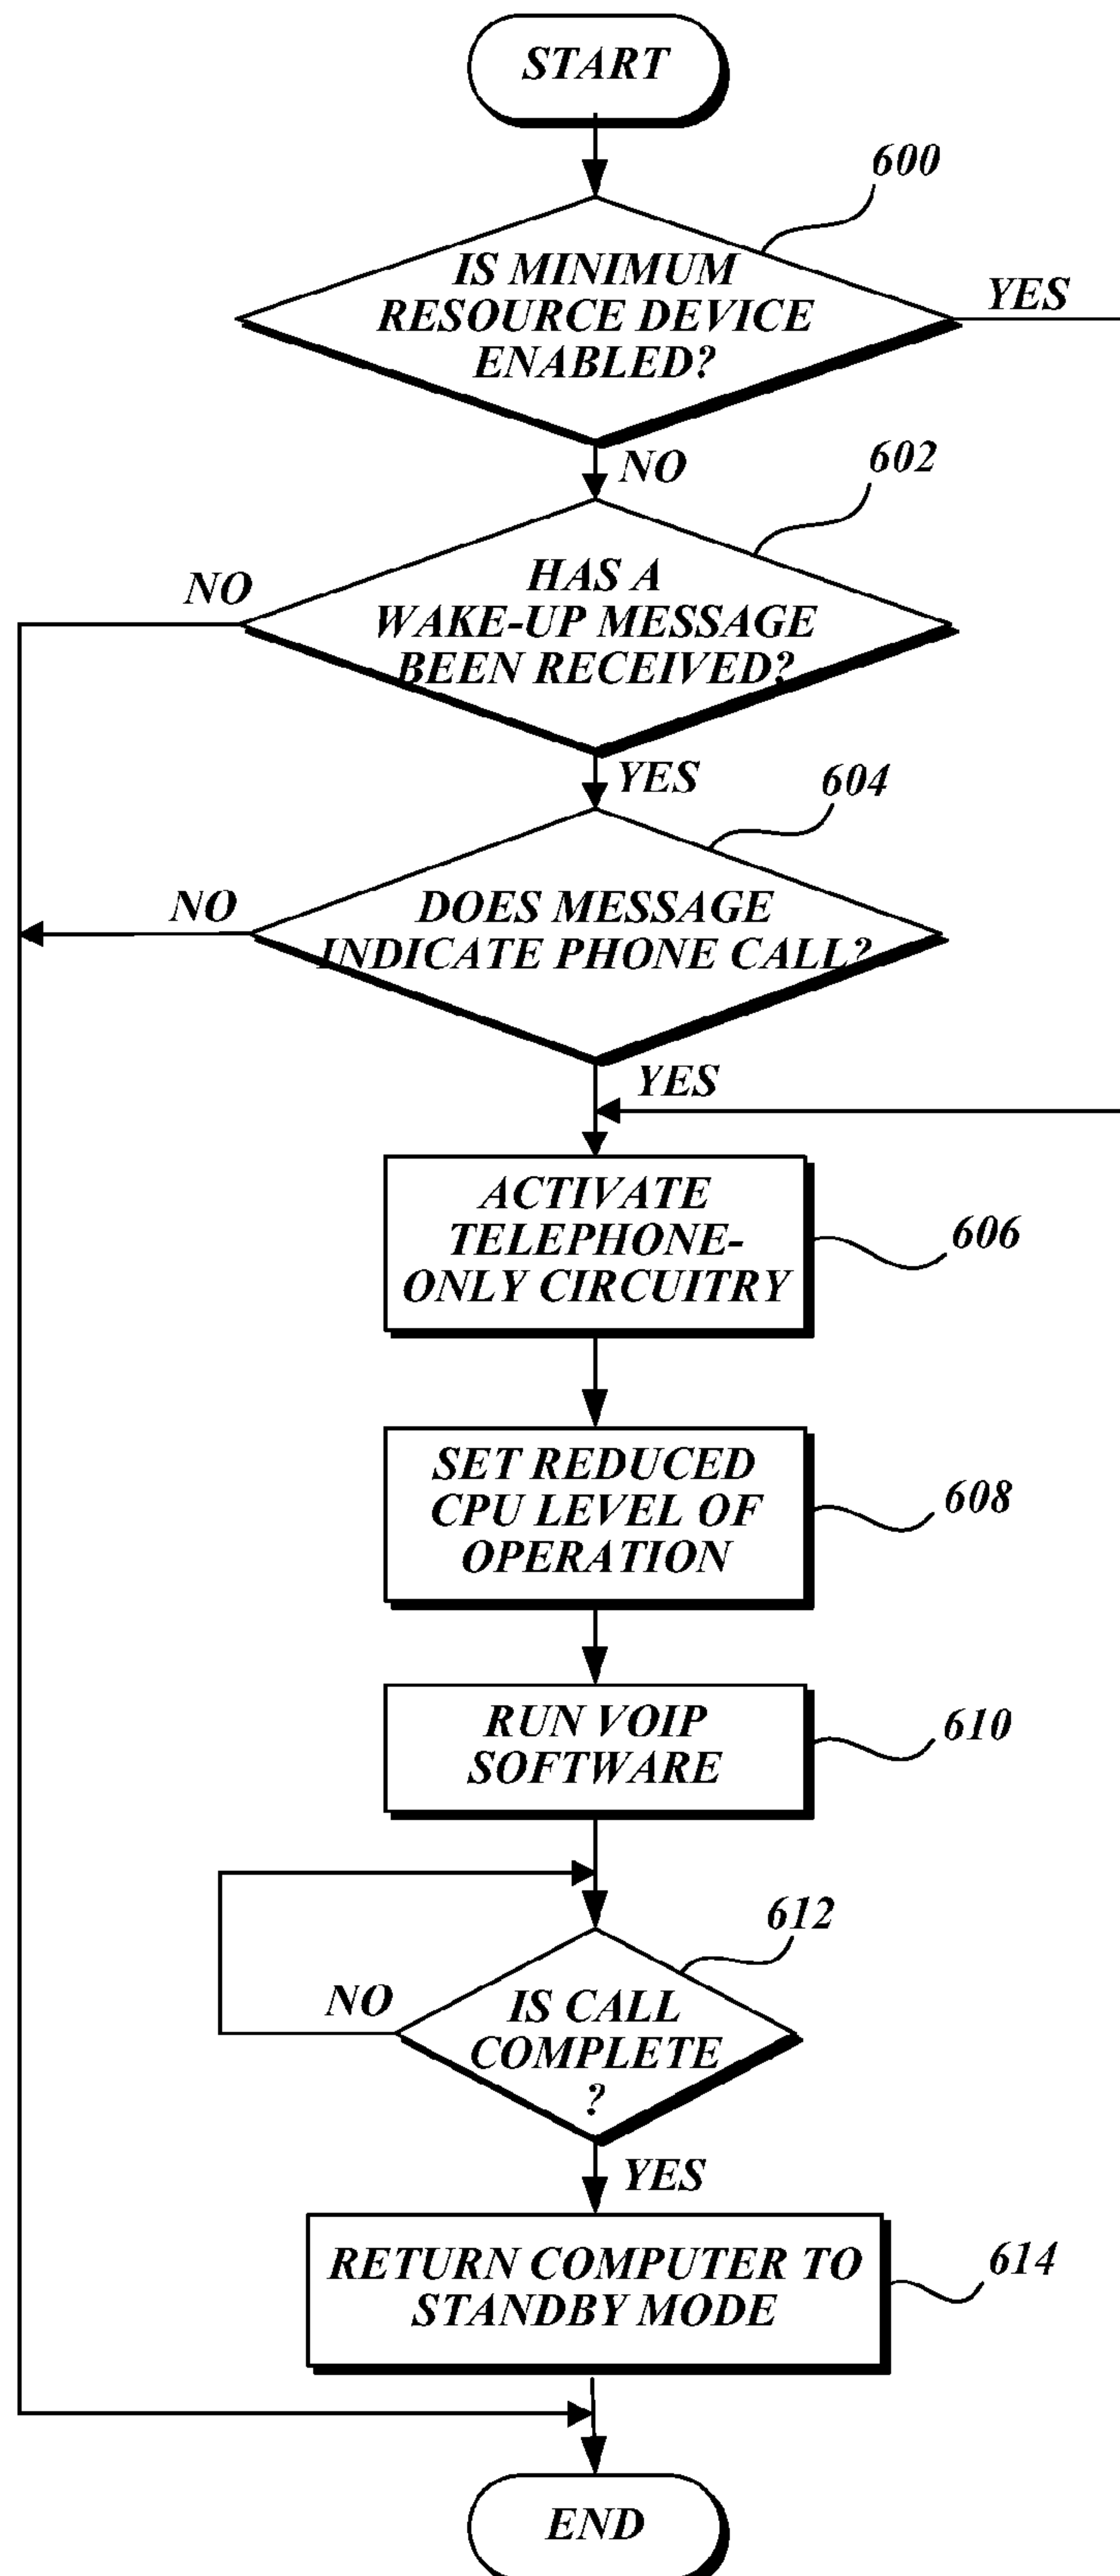 START
600
IS MINIMUM
RESOURCE DEVICE
ENABLED?
YES
NO
602
HAS A
WAKE-UP MESSAGE
BEEN RECEIVED?
NO
YES
604
DOES MESSAGE
INDICATE PHONE CALL?
NO
YES
ACTIVATE
TELEPHONE-
ONLY CIRCUITRY
606
SET REDUCED
CPU LEVEL OF
OPERATION
608
RUN VOIP
SOFTWARE
610
612
IS CALL
COMPLETE
?
NO
YES
RETURN COMPUTER TO
STANDBY MODE
614
END